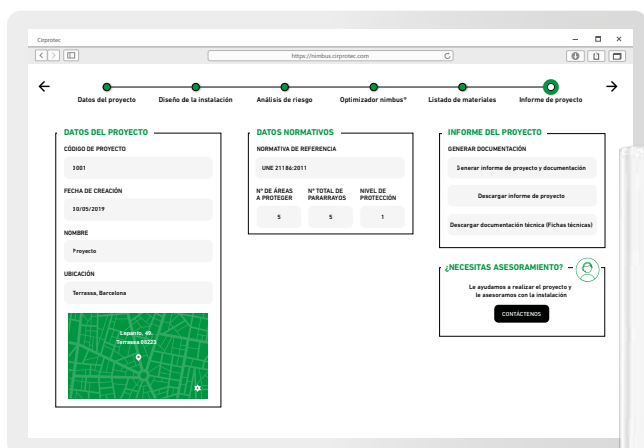 Cirprotec
https://nimbus.cirprotec.com
Datos del proyecto
Diseño de la instalación
Análisis de riesgo
Optimizador nimbus®
Listado de materiales
Informe de proyecto
DATOS DEL PROYECTO
CÓDIGO DE PROYECTO
3001
FECHA DE CREACIÓN
30/05/2019
NOMBRE
Proyecto
UBICACIÓN
Terrassa, Barcelona
Lepanto, 49.
Terrassa 08223
DATOS NORMATIVOS
NORMATIVA DE REFERENCIA
UNE 21186:2011
Nº DE ÁREAS
A PROTEGER
5
Nº TOTAL DE
PARARRAYOS
5
NIVEL DE
PROTECCIÓN
1
INFORME DEL PROYECTO
GENERAR DOCUMENTACIÓN
Generar informe de proyecto y documentación
Descargar informe de proyecto
Descargar documentación técnica (Fichas técnicas)
¿NECESITAS ASESORAMIENTO?
Le ayudamos a realizar el proyecto y
le asesoramos con la instalación
CONTÁCTENOS